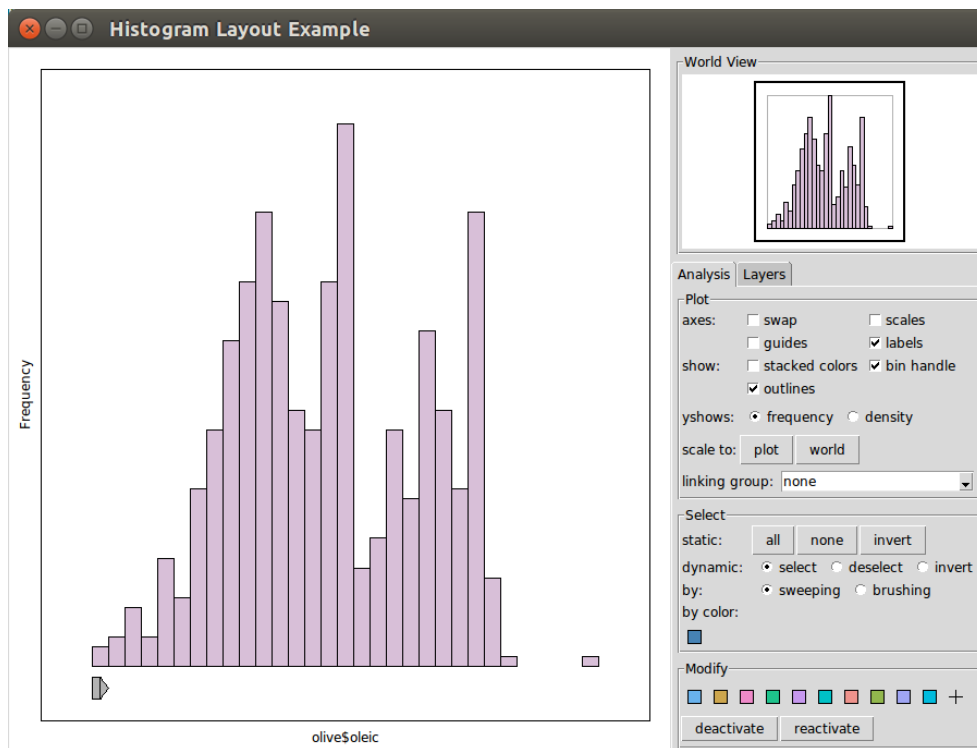 Histogram Layout Example
Frequency
olive$oleic
World View
Analysis Layers
Plot
axes: swap scales
guides labels
show: stacked colors bin handle
outlines
yshows: frequency density
scale to: plot world
linking group: none
Select
static: all none invert
dynamic: select deselect invert
by: sweeping brushing
by color:
Modify
deactivate reactivate